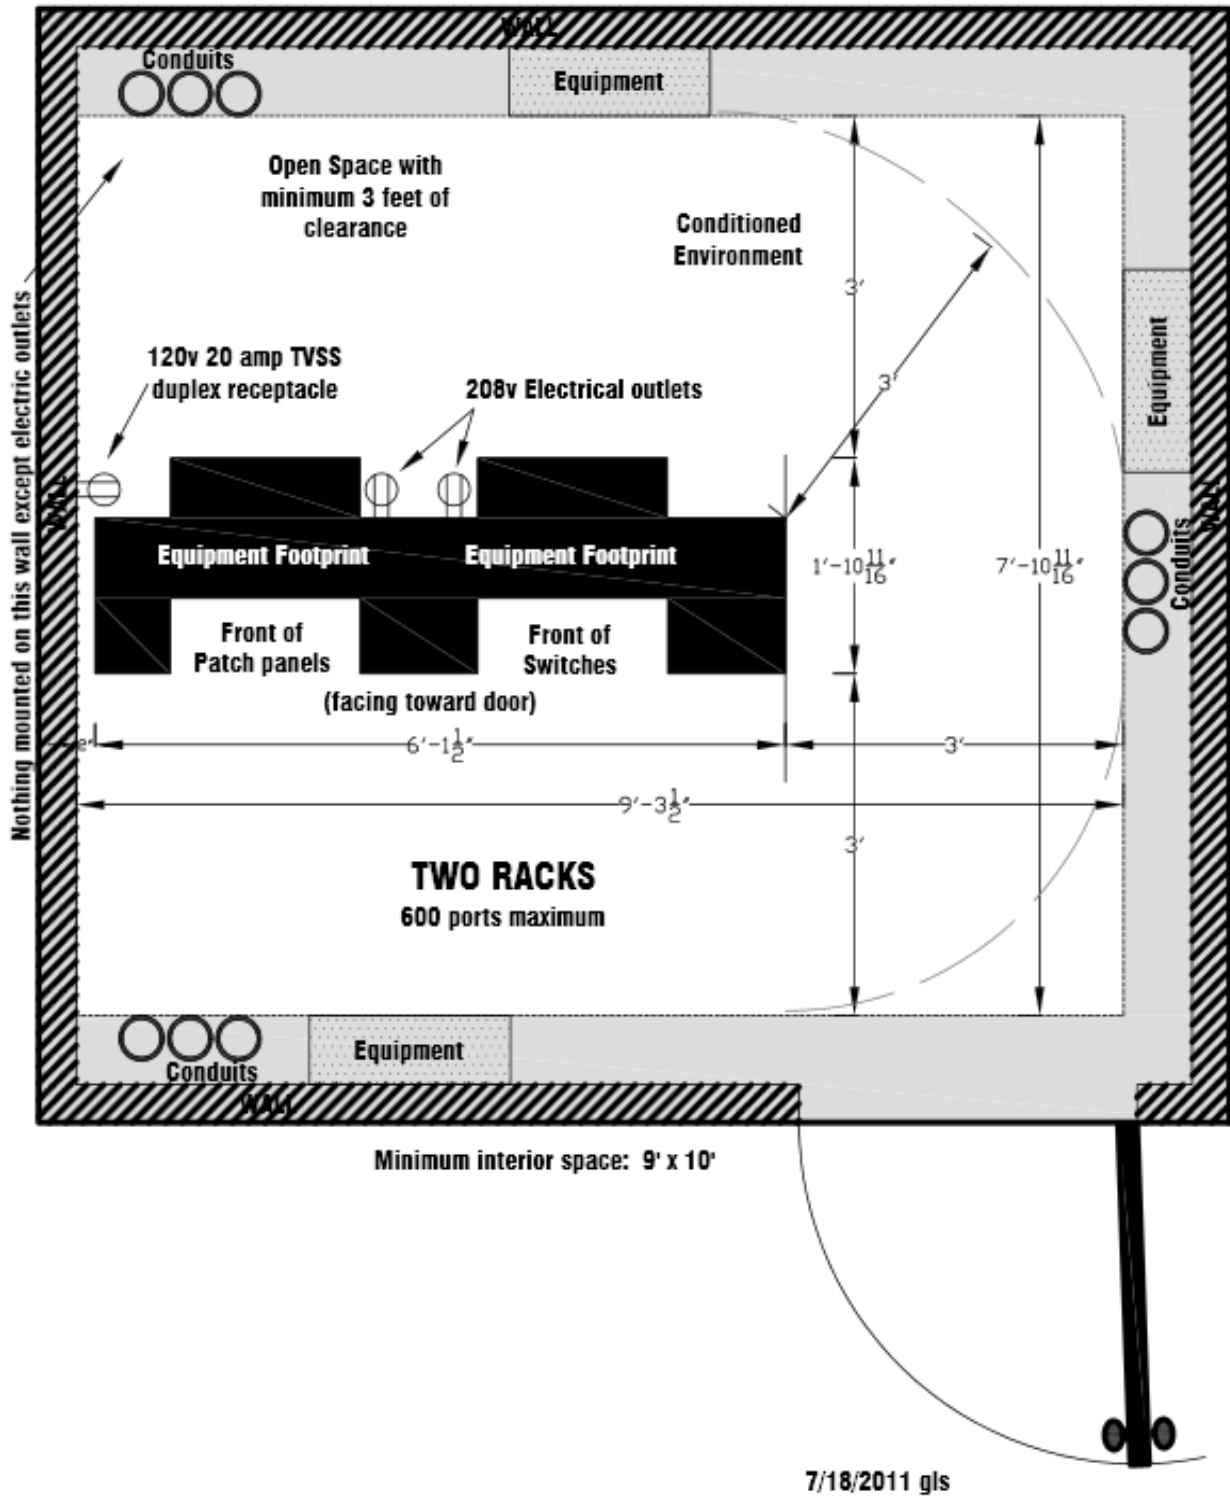 WALL
Conduits
Equipment
Open Space with
minimum 3 feet of
clearance
Conditioned
Environment
3'
3'
Equipment
Nothing mounted on this wall except electric outlets
120v 20 amp TVSS
duplex receptacle
208v Electrical outlets
WALL
WALL
Equipment Footprint
Equipment Footprint
1'-10 11/16"
7'-10 11/16"
Conduits
Front of
Patch panels
Front of
Switches
(facing toward door)
2"
6'-1 1/2"
3'
9'-3 1/2"
3'
TWO RACKS
600 ports maximum
Equipment
Conduits
WALL
Minimum interior space: 9' x 10'
7/18/2011 gls